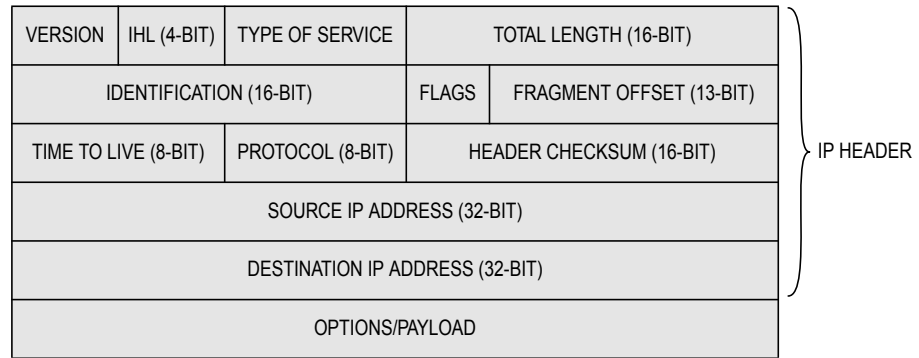 VERSION IHL (4-BIT) TYPE OF SERVICE TOTAL LENGTH (16-BIT)
IDENTIFICATION (16-BIT) FLAGS FRAGMENT OFFSET (13-BIT)
TIME TO LIVE (8-BIT) PROTOCOL (8-BIT) HEADER CHECKSUM (16-BIT)
IP HEADER
SOURCE IP ADDRESS (32-BIT)
DESTINATION IP ADDRESS (32-BIT)
OPTIONS/PAYLOAD